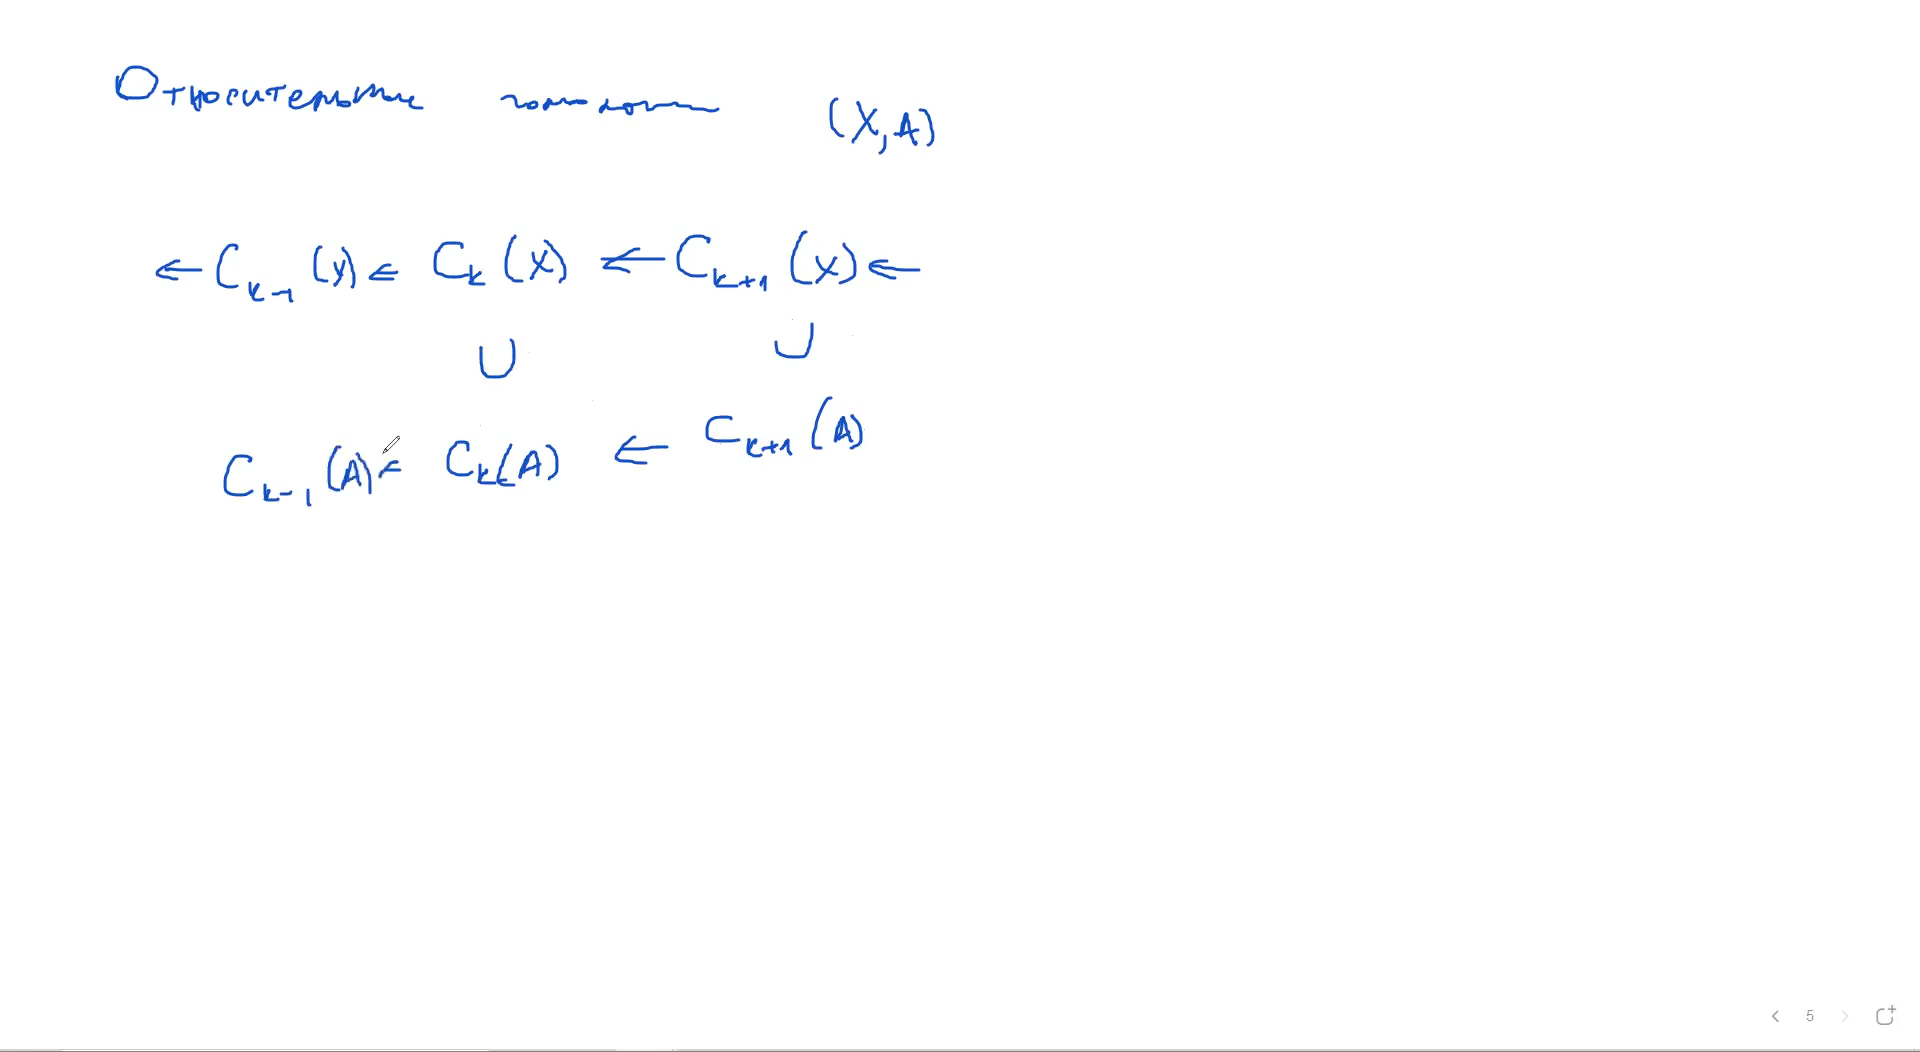 Относительные гомологии (X, A)
← C_{k-1} (X) ← C_k (X) ← C_{k+1} (X) ←
∪ ∪
C_{k-1} (A) ← C_k (A) ← C_{k+1} (A)
5